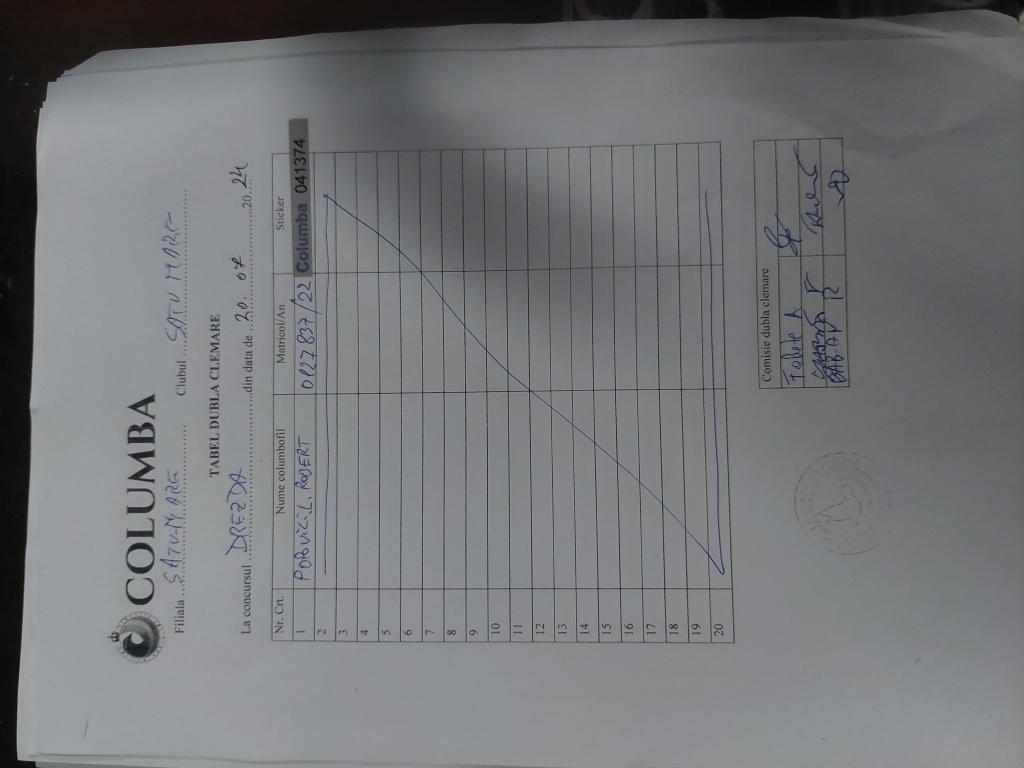 COLUMBA
Filiala ...SATU MARE... Clubul ...SATU MARE...
TABEL DUBLA CLEMARE
La concursul ..DREZDA...din data de ..20. 07...20.24
Nr. Crt. Nume columbofil Matricol/An Sticker
1 POPOVICI L. ROBERT 0127837/22 Columba 041374
2
3
4
5
6
7
8
9
10
11
12
13
14
15
16
17
18
19
20
Comisie dubla clemare